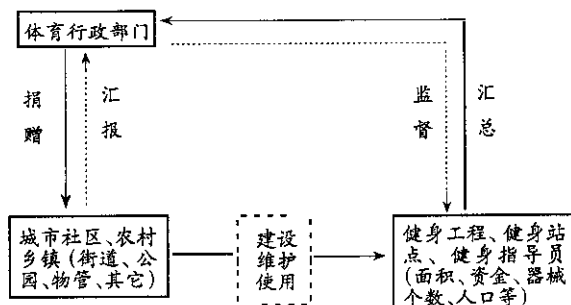 体育行政部门
捐赠
汇报
监督
汇总
城市社区、农村
乡镇(街道、公
园、物管、其它)
建设
维护
使用
健身工程、健身站
点、健身指导员
(面积、资金、器械
个数、人口等)